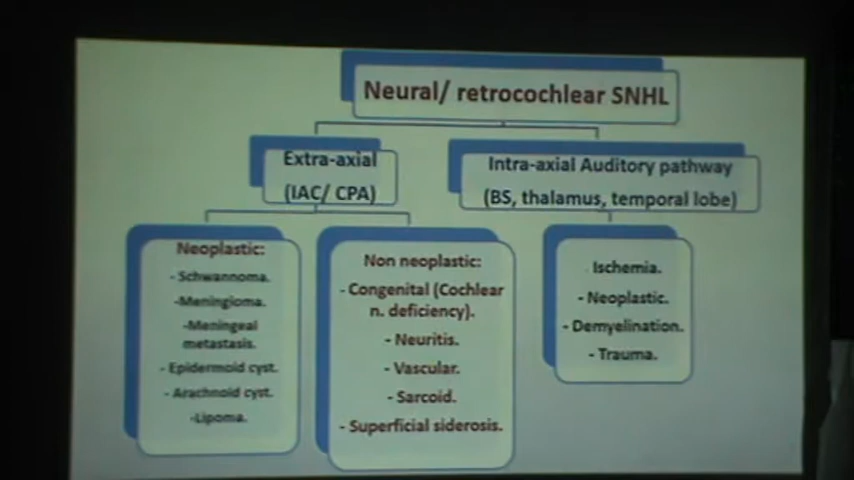 Neural/ retrocochlear SNHL
Extra-axial
(IAC/ CPA)
Intra-axial Auditory pathway
(BS, thalamus, temporal lobe)
Neoplastic:
- Schwannoma.
-Meningioma.
-Meningeal
metastasis.
- Epidermoid cyst.
- Arachnoid cyst.
-Lipoma.
Non neoplastic:
- Congenital (Cochlear
n. deficiency).
- Neuritis.
- Vascular.
- Sarcoid.
- Superficial siderosis.
Ischemia.
- Neoplastic.
- Demyelination.
- Trauma.